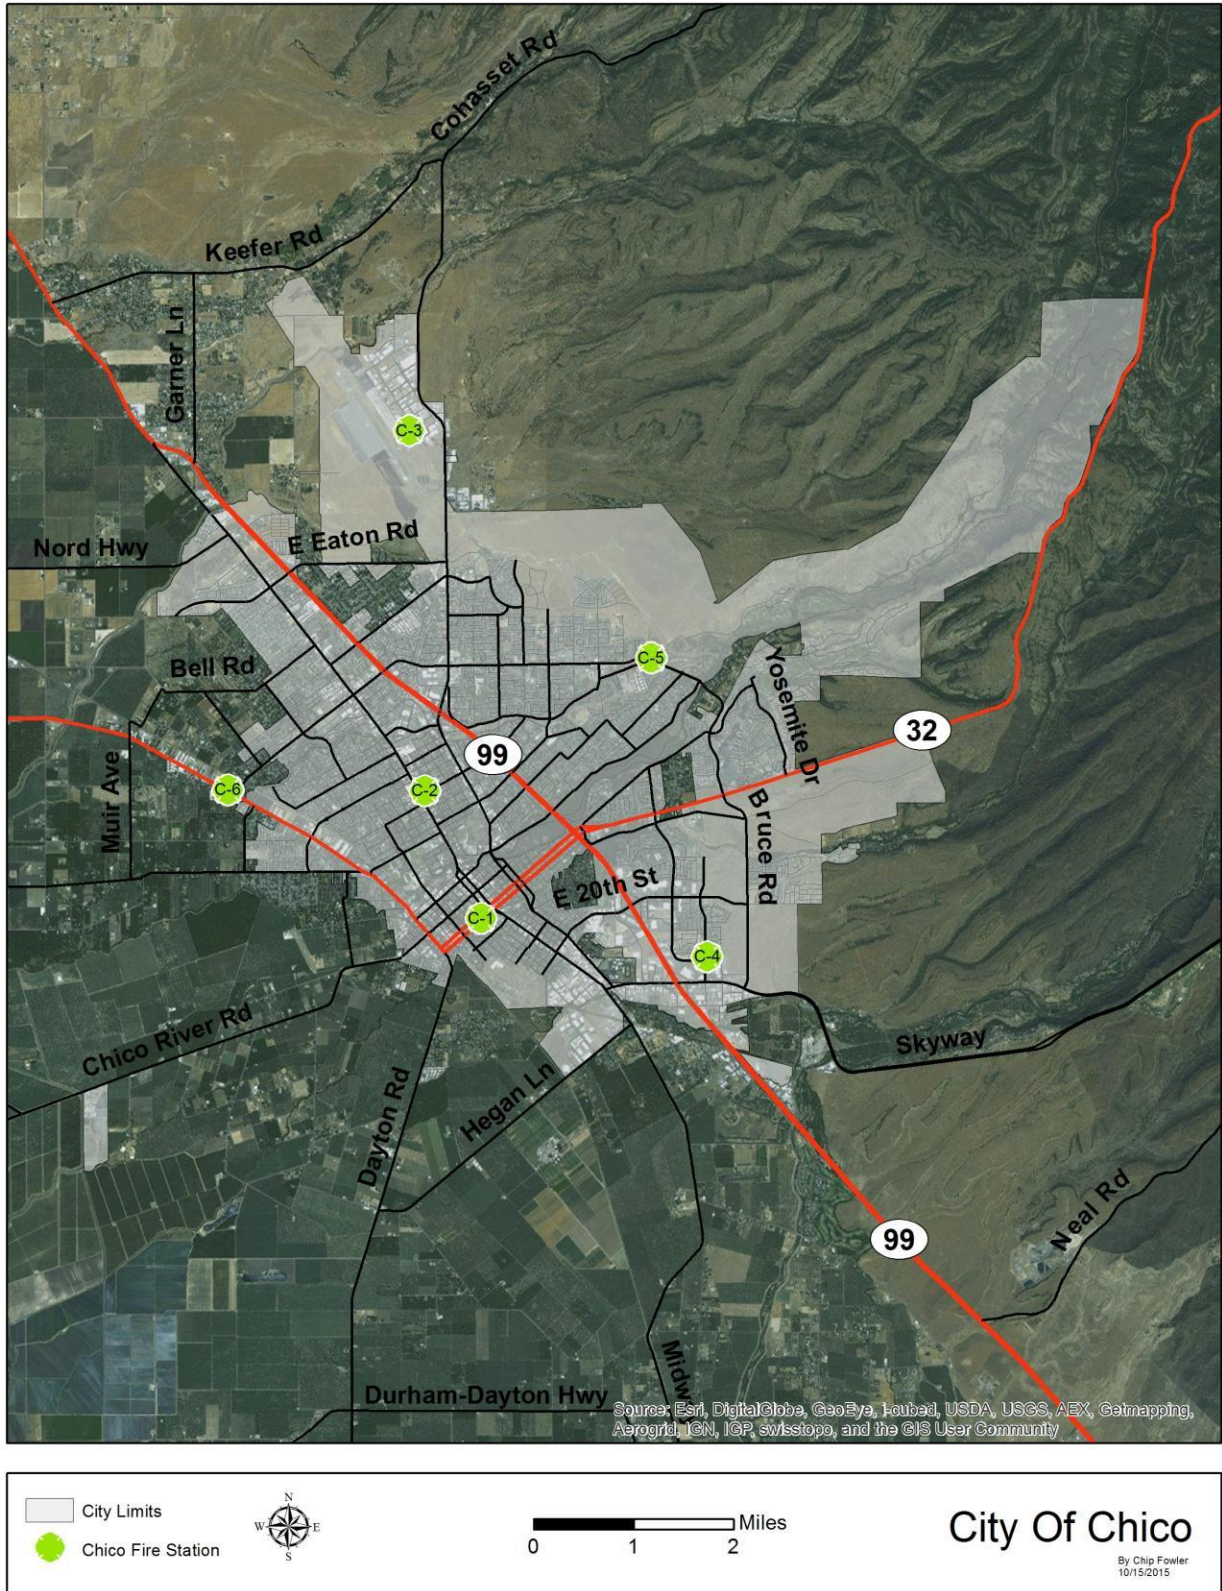 Cohasset Rd
Keefer Rd
Garner Ln
C-3
Nord Hwy
E Eaton Rd
Bell Rd
C-5
Yosemite Dr
32
99
Muir Ave
C-6
C-2
Bruce Rd
E 20th St
C-1
C-4
Chico River Rd
Skyway
Dayton Rd
Hegan Ln
Neal Rd
99
Durham-Dayton Hwy
Source: Esri, DigitalGlobe, GeoEye, i-cubed, USDA, USGS, AEX, Getmapping,
Aerogrid, IGN, IGP, swisstopo, and the GIS User Community
City Limits
Chico Fire Station
N
W
E
S
Miles
0 1 2
City Of Chico
By Chip Fowler
10/15/2015